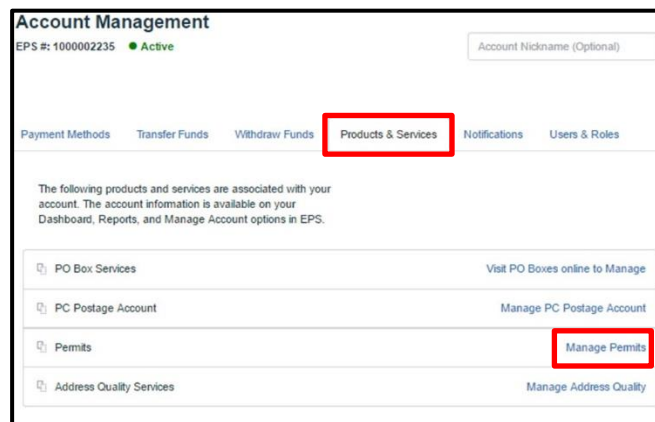 Account Management
EPS #: 1000002235 Active
Account Nickname (Optional)
Payment Methods Transfer Funds Withdraw Funds Products & Services Notifications Users & Roles
The following products and services are associated with your
account. The account information is available on your
Dashboard, Reports, and Manage Account options in EPS.
PO Box Services Visit PO Boxes online to Manage
PC Postage Account Manage PC Postage Account
Permits Manage Permits
Address Quality Services Manage Address Quality